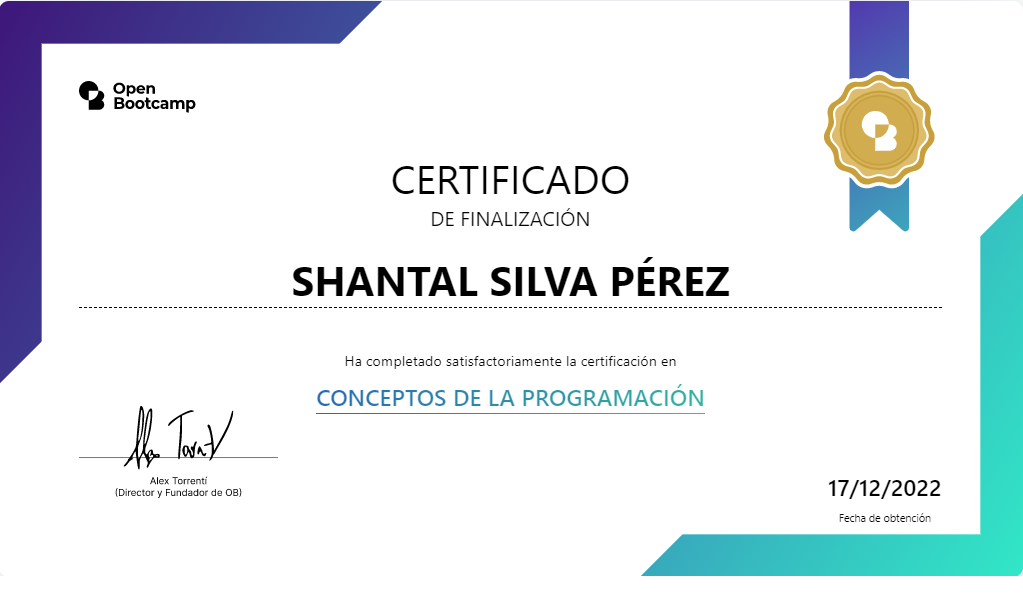 Open
Bootcamp
CERTIFICADO
DE FINALIZACIÓN
SHANTAL SILVA PÉREZ
Ha completado satisfactoriamente la certificación en
CONCEPTOS DE LA PROGRAMACIÓN
Alex Torrentí
(Director y Fundador de OB)
17/12/2022
Fecha de obtención